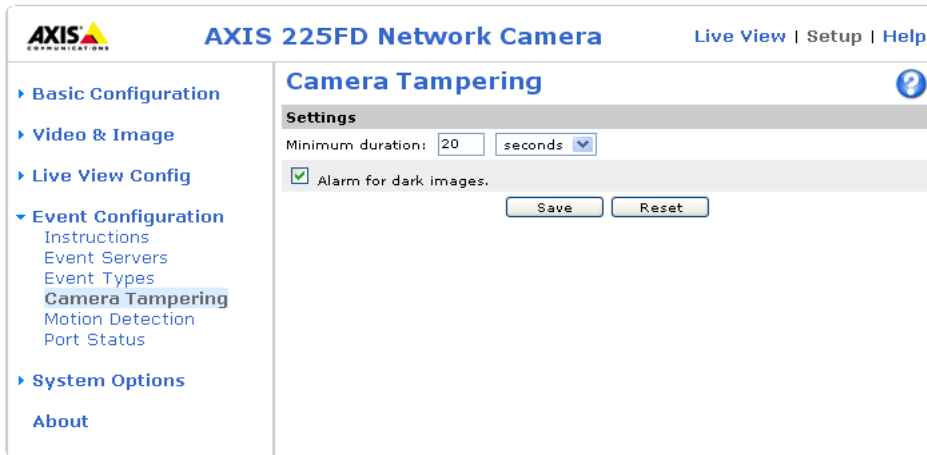 AXIS
COMMUNICATIONS
AXIS 225FD Network Camera
Live View | Setup | Help
Basic Configuration
Video & Image
Live View Config
Event Configuration
Instructions
Event Servers
Event Types
Camera Tampering
Motion Detection
Port Status
System Options
About
Camera Tampering
?
Settings
Minimum duration: 20 seconds
Alarm for dark images.
Save Reset